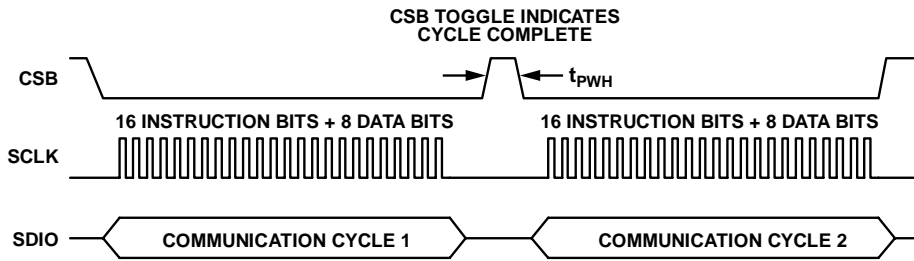 CSB TOGGLE INDICATES
CYCLE COMPLETE
CSB
tPWH
16 INSTRUCTION BITS + 8 DATA BITS
16 INSTRUCTION BITS + 8 DATA BITS
SCLK
SDIO
COMMUNICATION CYCLE 1
COMMUNICATION CYCLE 2